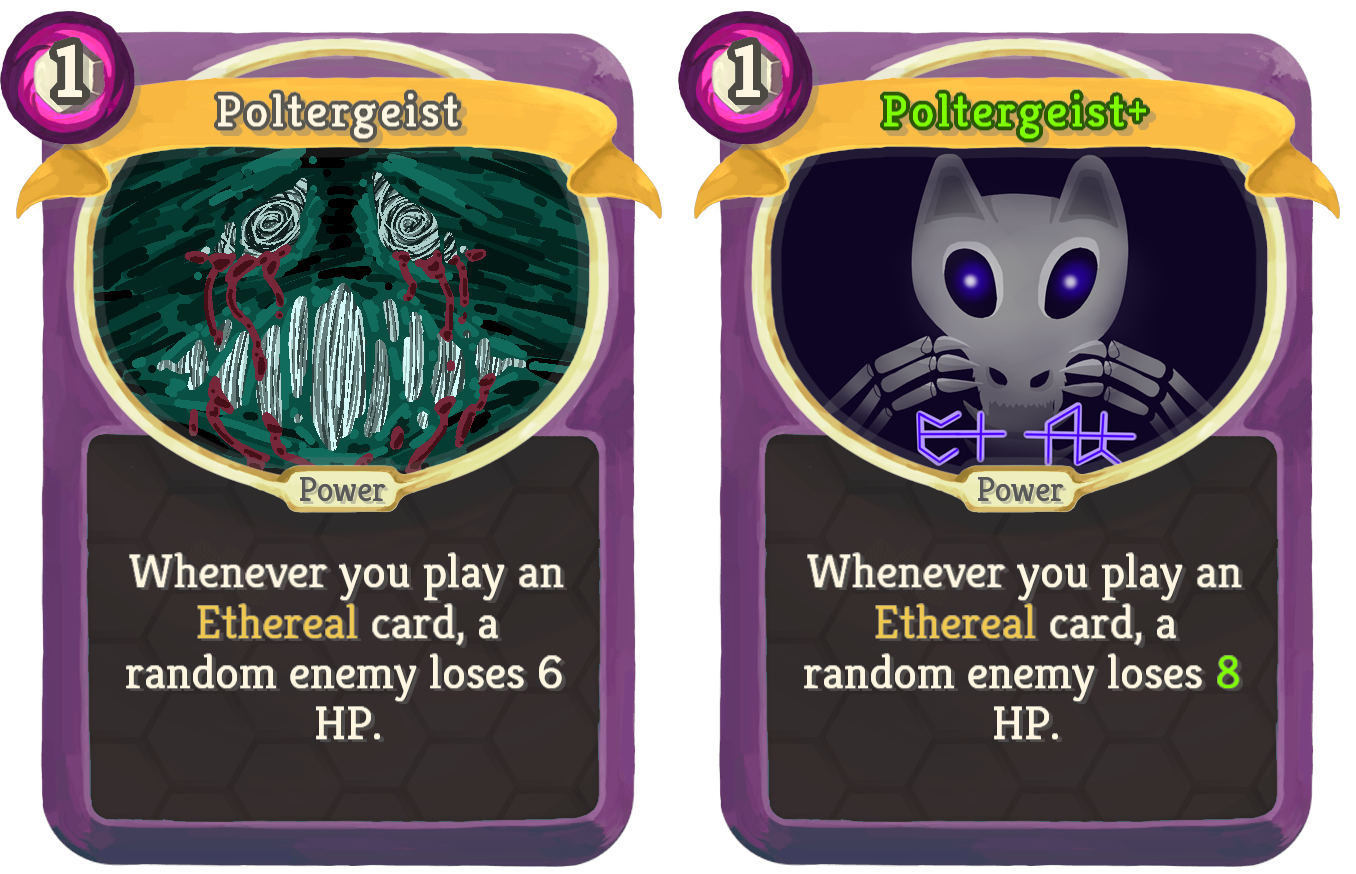 1
Poltergeist
Power
Whenever you play an
Ethereal card, a
random enemy loses 6
HP.
1
Poltergeist+
Power
Whenever you play an
Ethereal card, a
random enemy loses 8
HP.